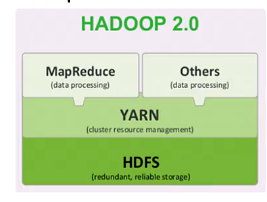 HADOOP 2.0
MapReduce
(data processing)
Others
(data processing)
YARN
(cluster resource management)
HDFS
(redundant, reliable storage)